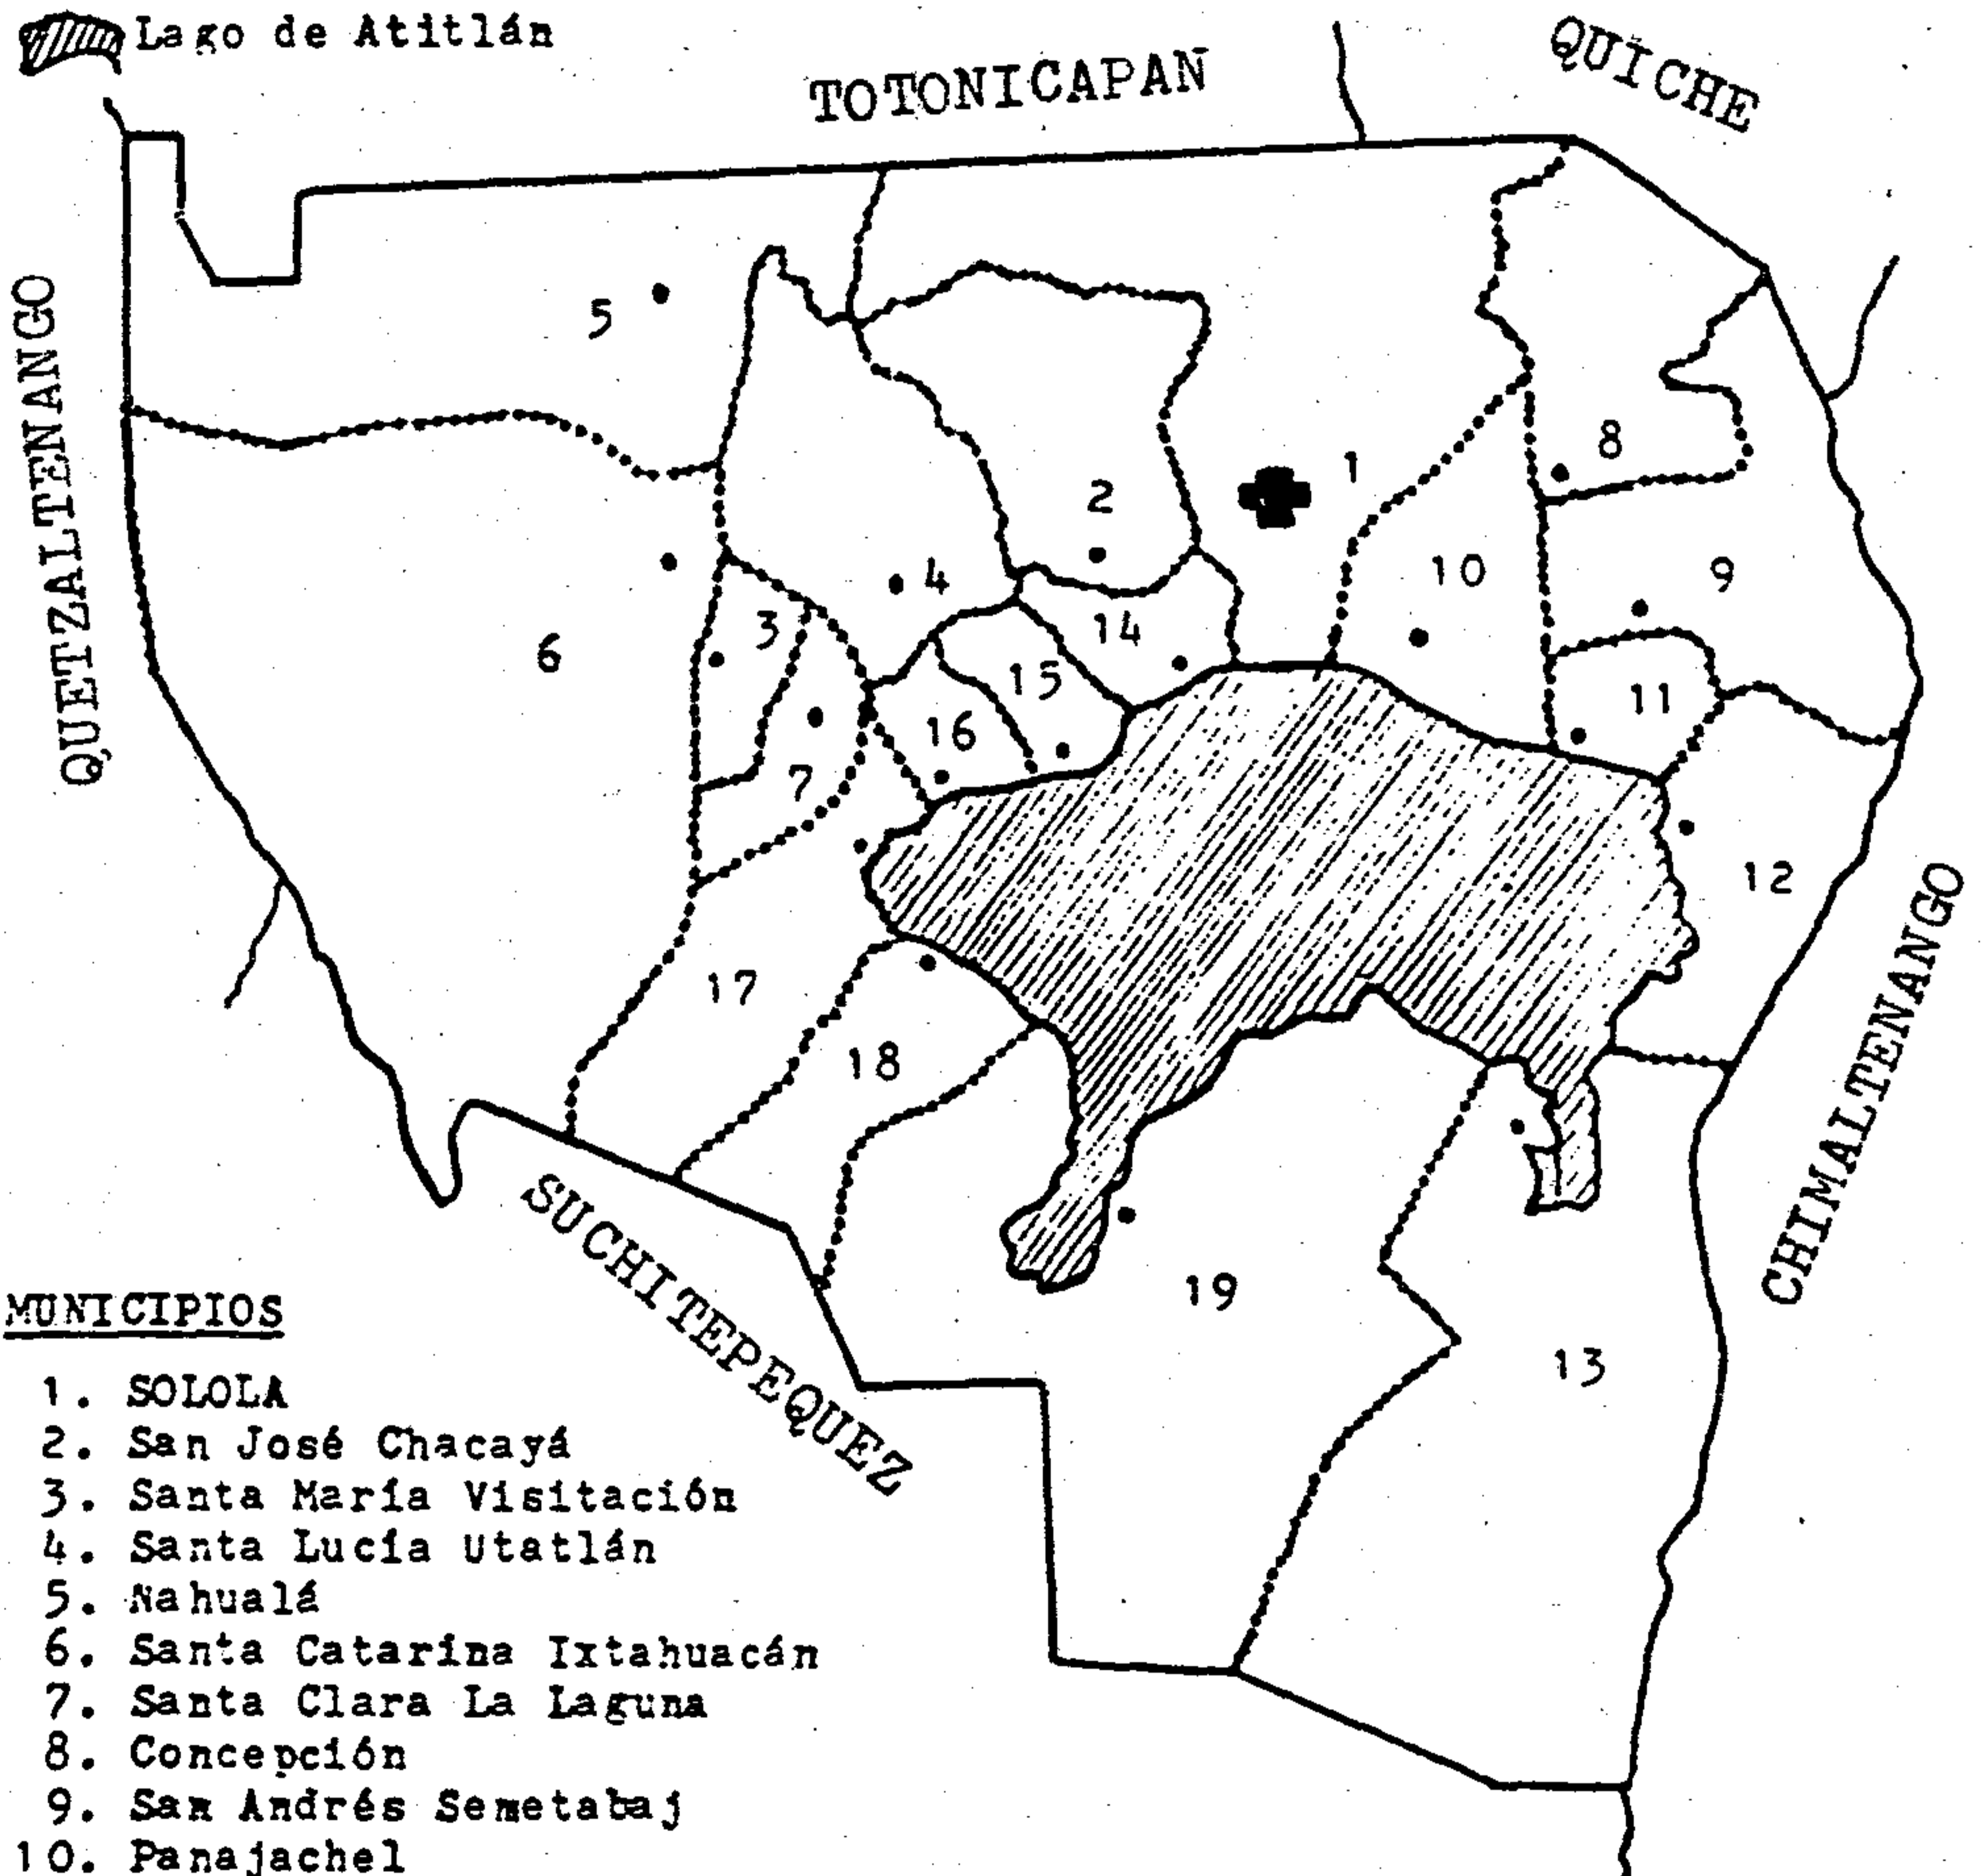 Lago de Atitlán
TOTONICAPAN
QUICHE
QUETZALTENANGO
5
1
8
2
10
9
4
3
14
6
15
11
16
7
12
17
CHIMALTENANGO
18
SUCHITEPEQUEZ
19
13
MUNICIPIOS
1. SOLOLA
2. San José Chacayá
3. Santa María Visitación
4. Santa Lucía Utatlán
5. Nahualá
6. Santa Catarina Ixtahuacán
7. Santa Clara La Laguna
8. Concepción
9. San Andrés Semetabaj
10. Panajachel